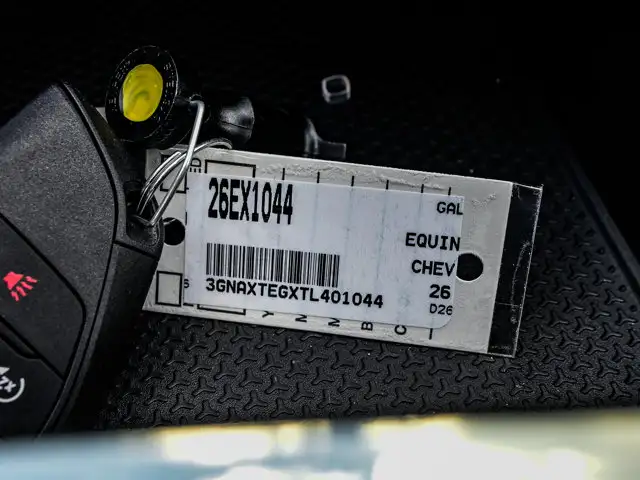 26EX1044
GAL
EQUIN
CHEV
3GNAXTEGXTL401044
26
D26